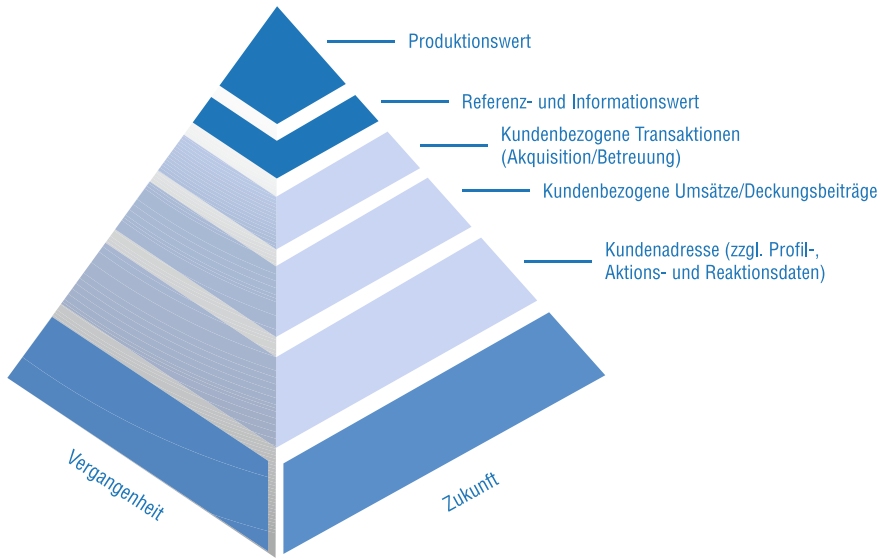 Produktionswert
Referenz- und Informationswert
Kundenbezogene Transaktionen
(Akquisition/Betreuung)
Kundenbezogene Umsätze/Deckungsbeiträge
Kundenadresse (zzgl. Profil-,
Aktions- und Reaktionsdaten)
Vergangenheit
Zukunft